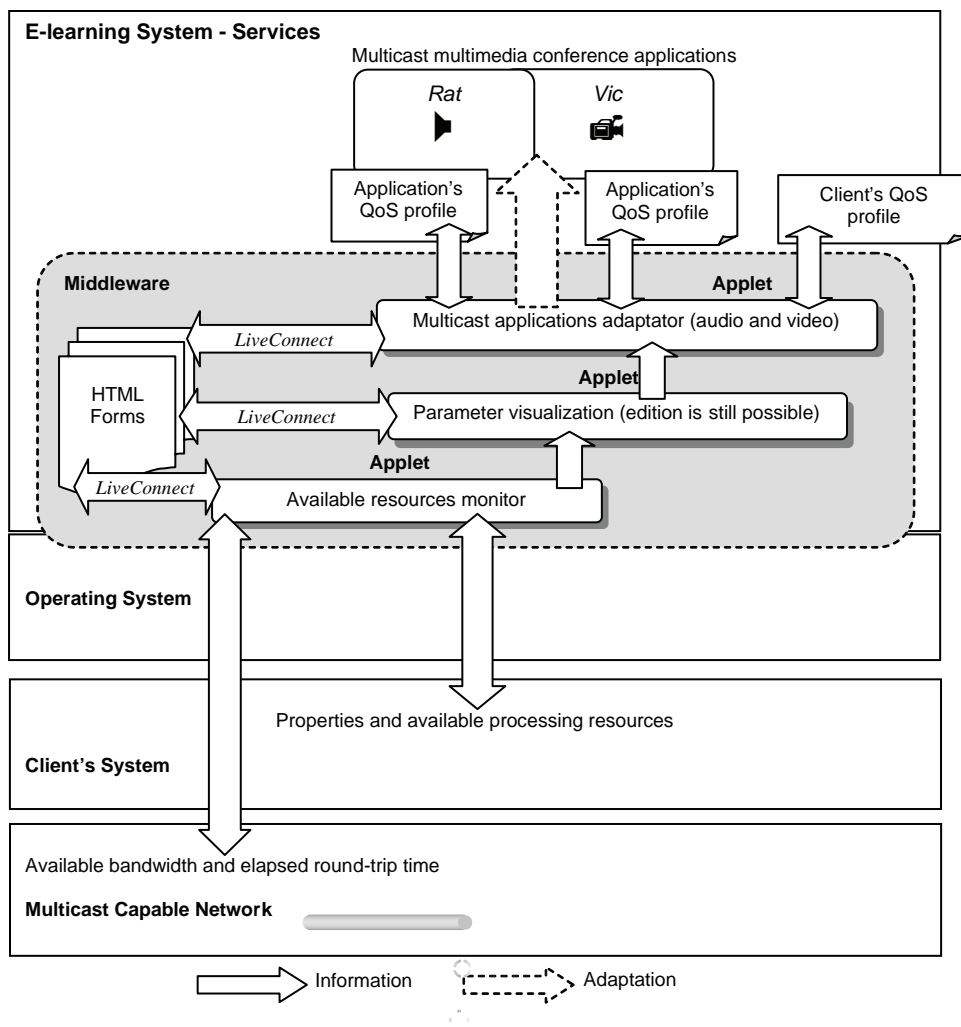 E-learning System - Services
Multicast multimedia conference applications
Rat
Vic
Application's
QoS profile
Application's
QoS profile
Client's QoS
profile
Middleware
Applet
LiveConnect
Multicast applications adaptator (audio and video)
HTML
Forms
Applet
LiveConnect
Parameter visualization (edition is still possible)
Applet
LiveConnect
Available resources monitor
Operating System
Properties and available processing resources
Client's System
Available bandwidth and elapsed round-trip time
Multicast Capable Network
Information
Adaptation